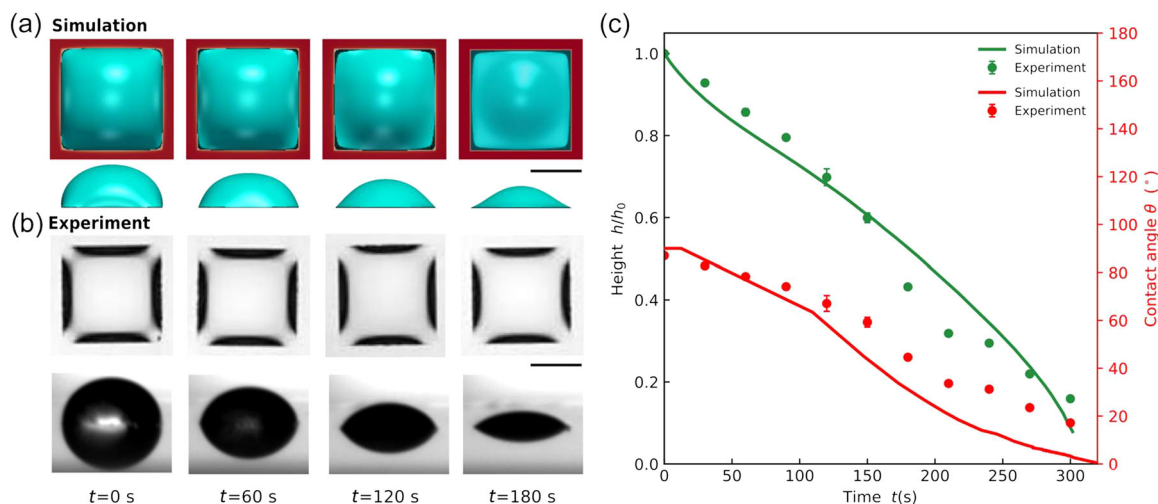 (a) Simulation
(b) Experiment
t=0 s t=60 s t=120 s t=180 s
(c)
Simulation
Experiment
Simulation
Experiment
Height h/h0
1.0
0.8
0.6
0.4
0.2
0.0
0 50 100 150 200 250 300
Time t(s)
180
160
140
120
100
80
60
40
20
0
Contact angle θ (°)